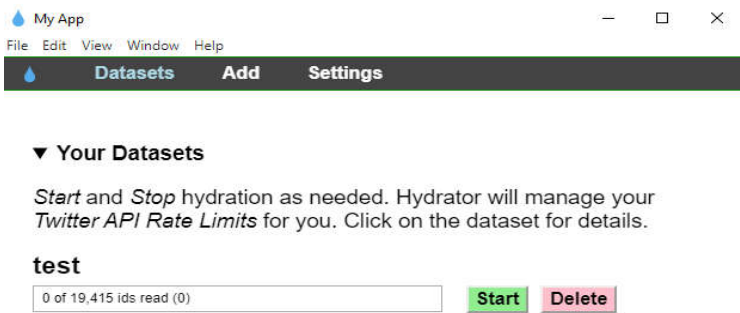 My App
File Edit View Window Help
Datasets Add Settings
Your Datasets
Start and Stop hydration as needed. Hydrator will manage your
Twitter API Rate Limits for you. Click on the dataset for details.
test
0 of 19,415 ids read (0) Start Delete